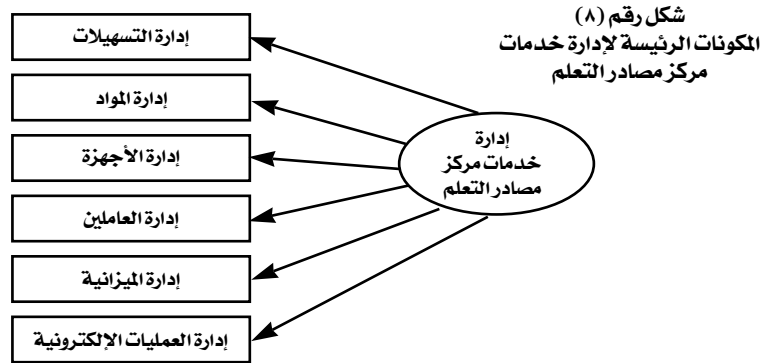 شكل رقم (٨)
المكونات الرئيسة لإدارة خدمات
مركز مصادر التعلم
إدارة
خدمات مركز
مصادر التعلم
إدارة التسهيلات
إدارة المواد
إدارة الأجهزة
إدارة العاملين
إدارة الميزانية
إدارة العمليات الإلكترونية